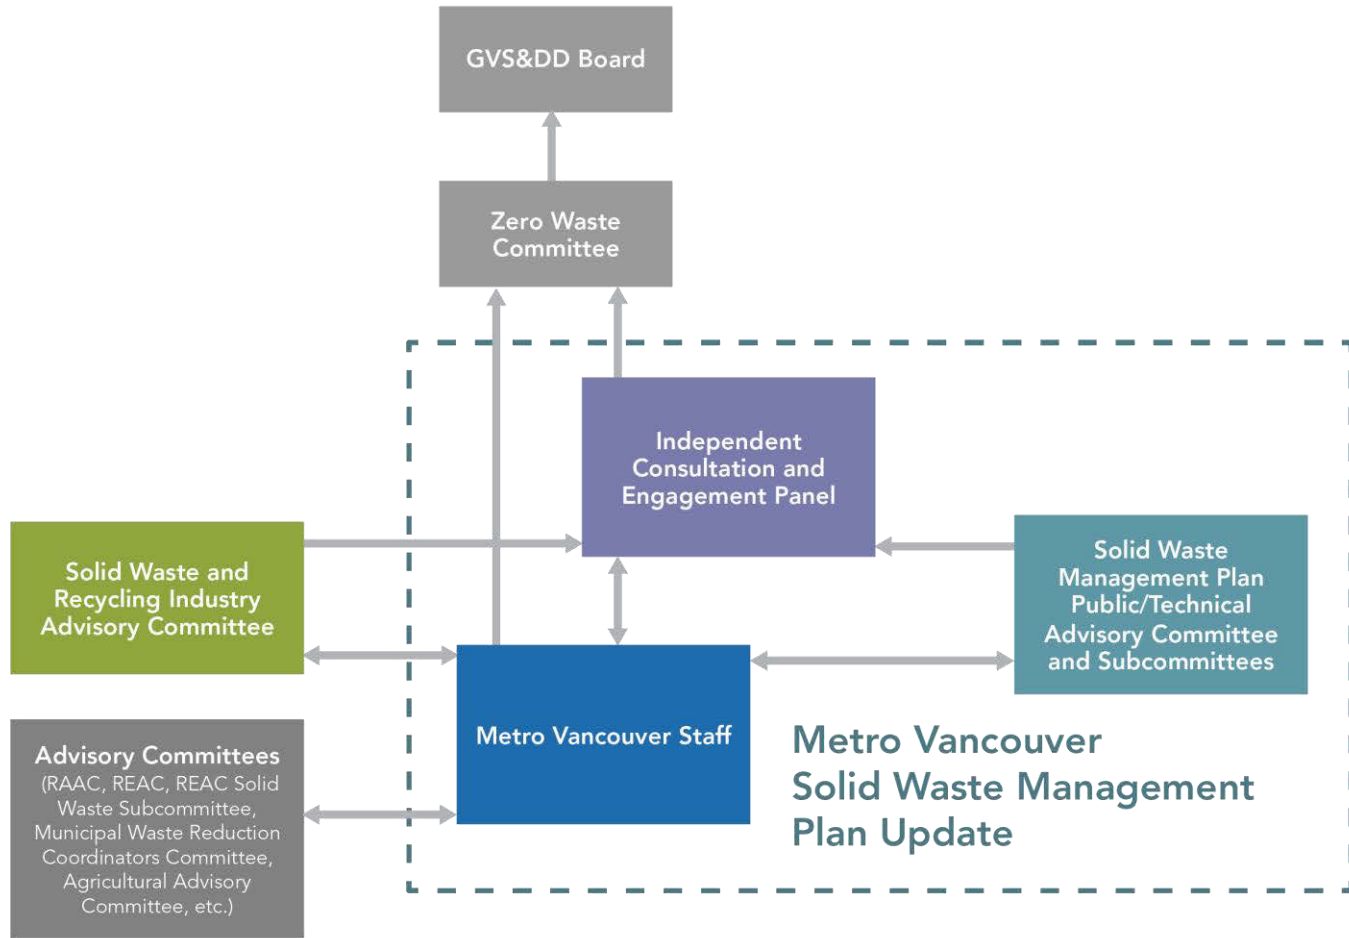 GVS&DD Board
Zero Waste
Committee
Independent
Consultation and
Engagement Panel
Solid Waste and
Recycling Industry
Advisory Committee
Solid Waste
Management Plan
Public/Technical
Advisory Committee
and Subcommittees
Metro Vancouver Staff
Metro Vancouver
Solid Waste Management
Plan Update
Advisory Committees
(RAAC, REAC, REAC Solid
Waste Subcommittee,
Municipal Waste Reduction
Coordinators Committee,
Agricultural Advisory
Committee, etc.)